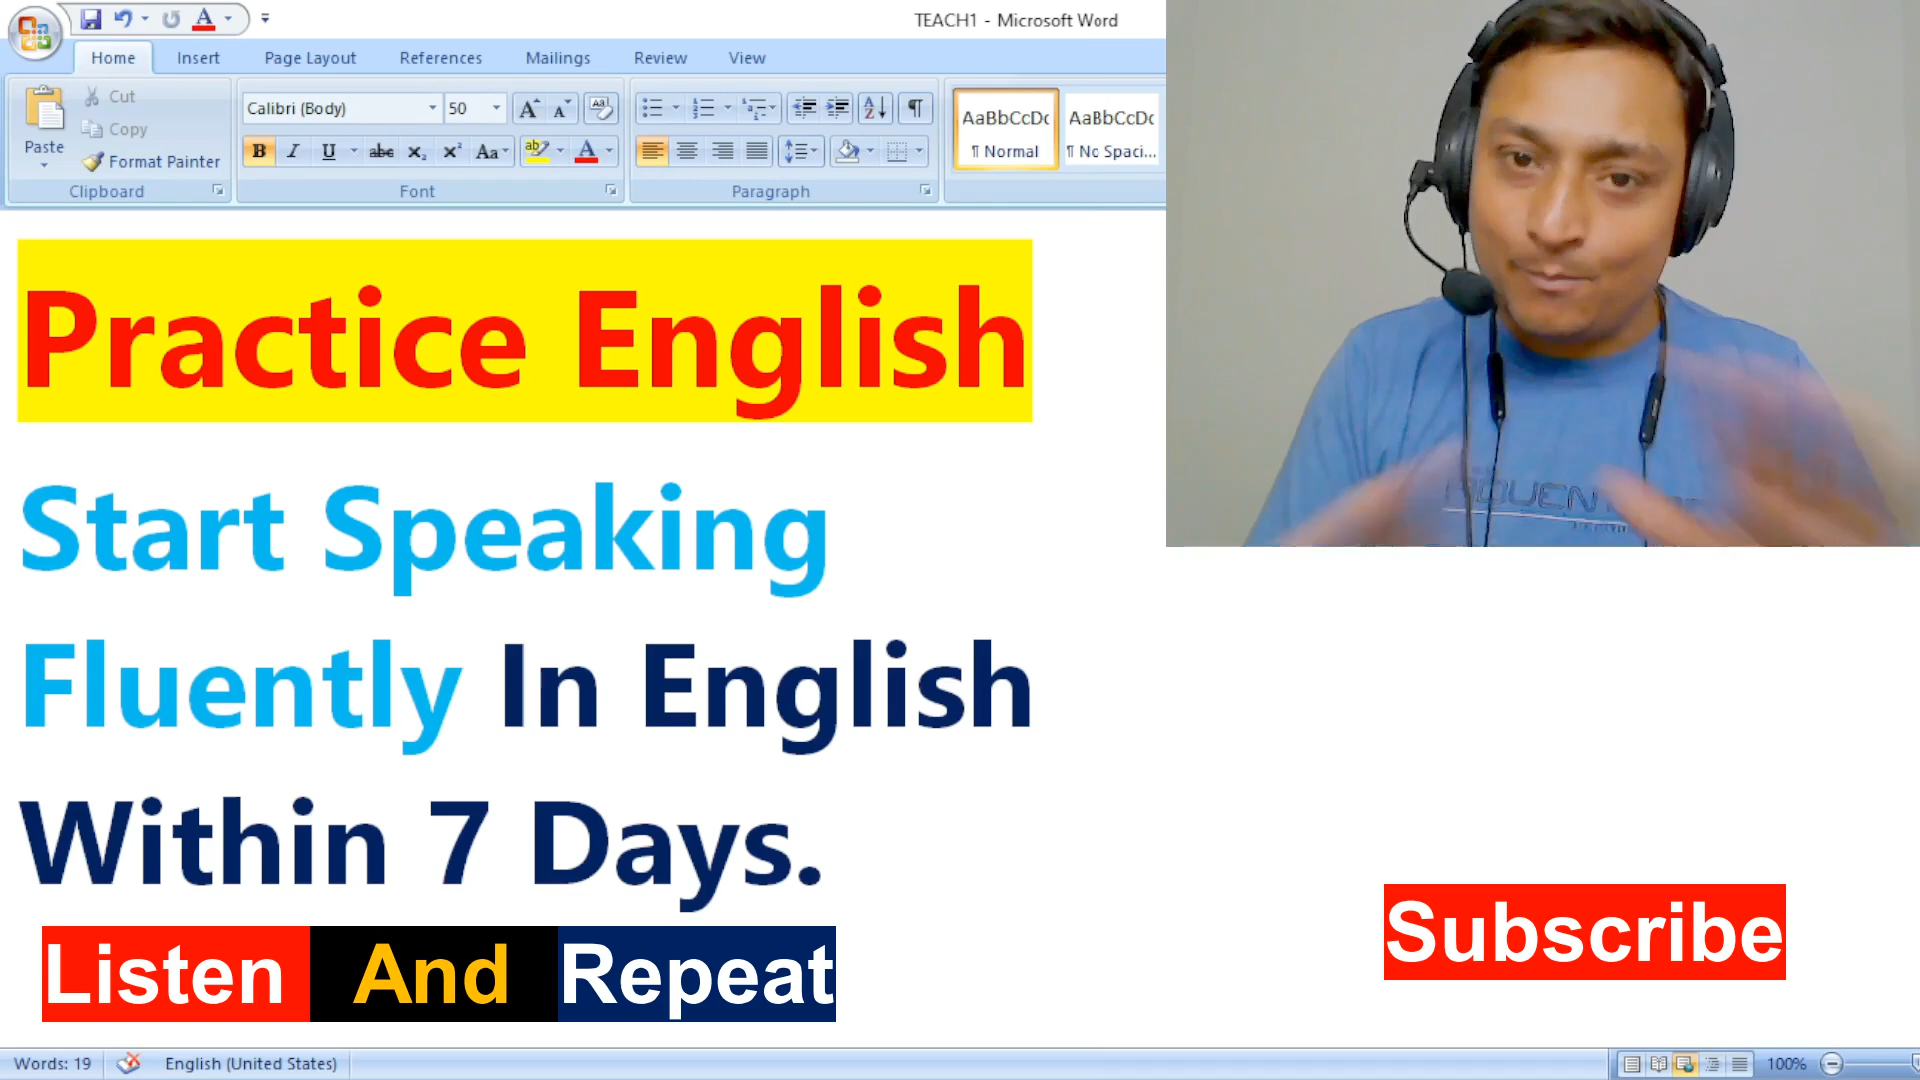 TEACH1 - Microsoft Word
Home Insert Page Layout References Mailings Review View
Paste
Cut
Copy
Format Painter
Clipboard
Calibri (Body) 50
Font
Paragraph
AaBbCcDc AaBbCcDc
¶ Normal ¶ No Spaci...
Practice English
Start Speaking
Fluently In English
Within 7 Days.
Listen And Repeat
Subscribe
Words: 19 English (United States) 100%